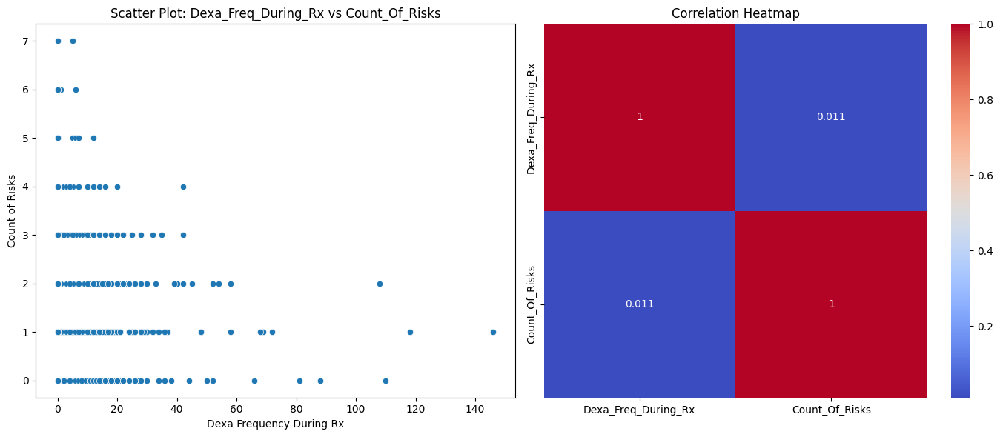 Scatter Plot: Dexa_Freq_During_Rx vs Count_Of_Risks
7
6
5
4
3
2
1
0
Count of Risks
0 20 40 60 80 100 120 140
Dexa Frequency During Rx
Correlation Heatmap
Dexa_Freq_During_Rx
Count_Of_Risks
1 0.011
0.011 1
Dexa_Freq_During_Rx Count_Of_Risks
1.0
0.8
0.6
0.4
0.2